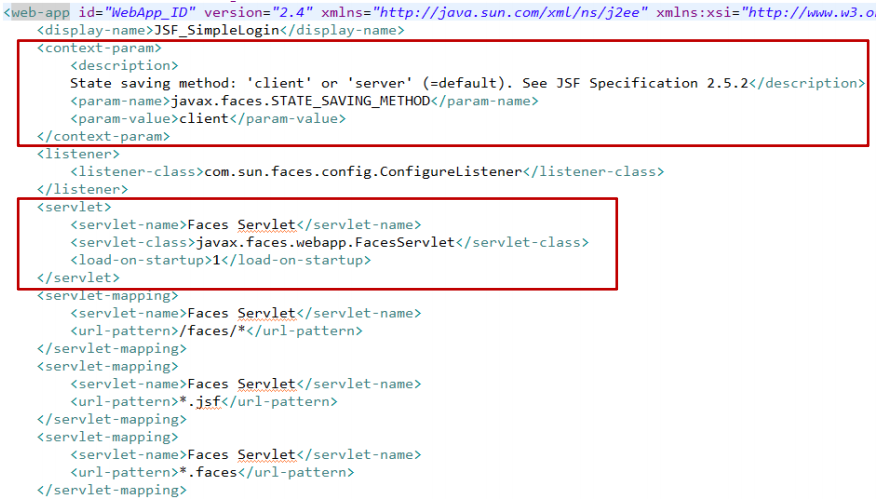 <web-app id="WebApp_ID" version="2.4" xmlns="http://java.sun.com/xml/ns/j2ee" xmlns:xsi="http://www.w3.o
<display-name>JSF_SimpleLogin</display-name>
<context-param>
<description>
State saving method: 'client' or 'server' (=default). See JSF Specification 2.5.2</description>
<param-name>javax.faces.STATE_SAVING_METHOD</param-name>
<param-value>client</param-value>
</context-param>
<listener>
<listener-class>com.sun.faces.config.ConfigureListener</listener-class>
</listener>
<servlet>
<servlet-name>Faces Servlet</servlet-name>
<servlet-class>javax.faces.webapp.FacesServlet</servlet-class>
<load-on-startup>1</load-on-startup>
</servlet>
<servlet-mapping>
<servlet-name>Faces Servlet</servlet-name>
<url-pattern>/faces/*</url-pattern>
</servlet-mapping>
<servlet-mapping>
<servlet-name>Faces Servlet</servlet-name>
<url-pattern>*.jsf</url-pattern>
</servlet-mapping>
<servlet-mapping>
<servlet-name>Faces Servlet</servlet-name>
<url-pattern>*.faces</url-pattern>
</servlet-mapping>